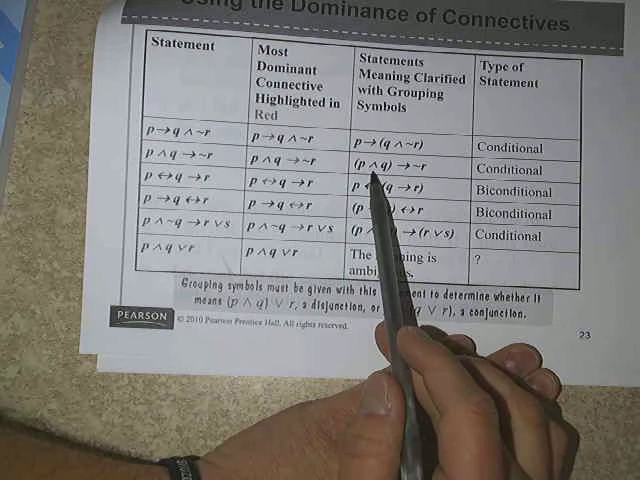 Using the Dominance of Connectives
Statement
Most
Dominant
Connective
Highlighted in
Red
Statements
Meaning Clarified
with Grouping
Symbols
Type of
Statement
p→q ∧ ~r
p→q ∧ ~r
p→(q ∧ ~r)
Conditional
p ∧ q →~r
p ∧ q →~r
(p ∧ q) →~r
Conditional
p ↔ q → r
p ↔ q → r
p (q → r)
Biconditional
p → q ↔ r
p → q ↔ r
(p ) ↔ r
Biconditional
p ∧ ~q → r ∨ s
p ∧ ~q → r ∨ s
(p → (r ∨ s)
Conditional
p ∧ q ∨ r
p ∧ q ∨ r
The is
?
Grouping symbols must be given with this to determine whether it
means (p ∧ q) ∨ r, a disjunction, or q ∨ r), a conjunction.
PEARSON
© 2010 Pearson Prentice Hall. All rights reserved.
23